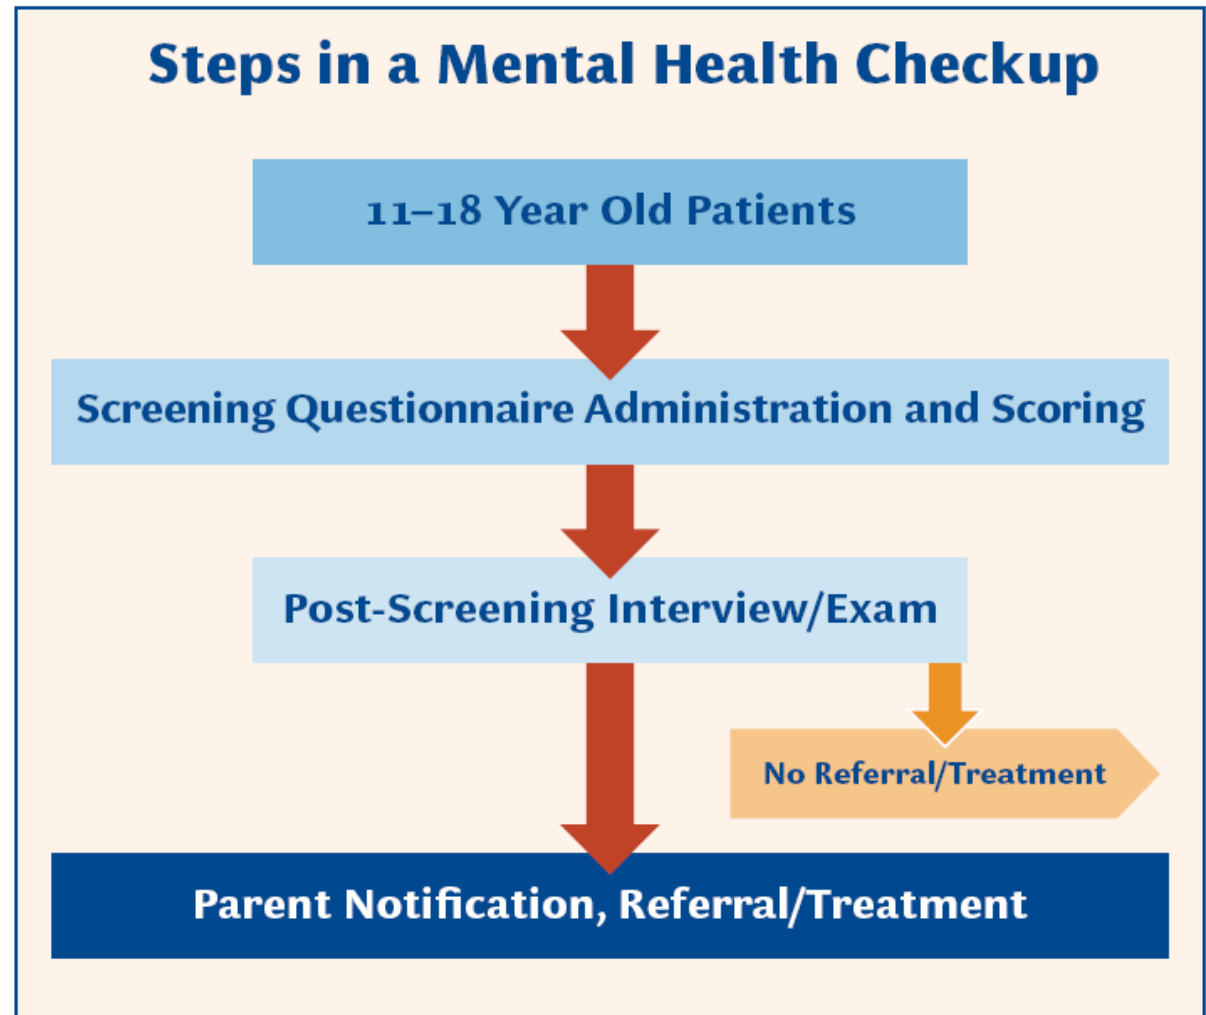 Steps in a Mental Health Checkup
11–18 Year Old Patients
Screening Questionnaire Administration and Scoring
Post-Screening Interview/Exam
No Referral/Treatment
Parent Notification, Referral/Treatment